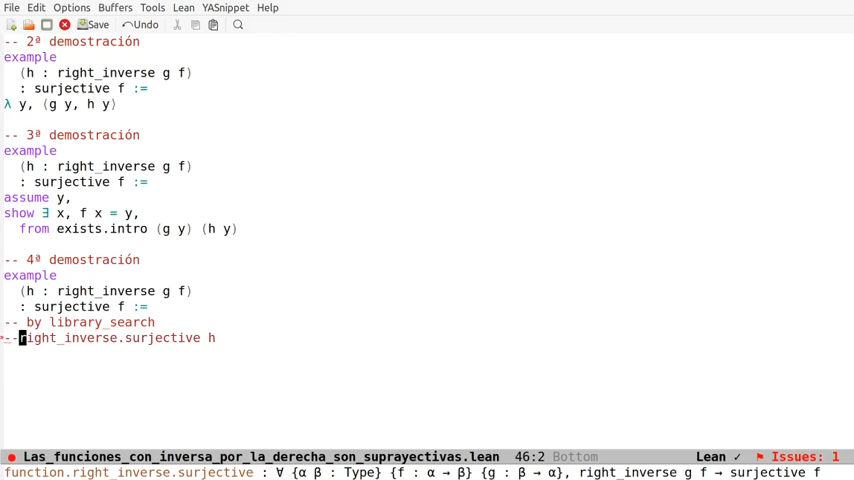 File Edit Options Buffers Tools Lean YASnippet Help
Save Undo
-- 2ª demostración
example
(h : right_inverse g f)
: surjective f :=
λ y, ⟨g y, h y⟩
-- 3ª demostración
example
(h : right_inverse g f)
: surjective f :=
assume y,
show ∃ x, f x = y,
from exists.intro (g y) (h y)
-- 4ª demostración
example
(h : right_inverse g f)
: surjective f :=
-- by library_search
--right_inverse.surjective h
Las_funciones_con_inversa_por_la_derecha_son_suprayectivas.lean 46:2 Bottom Lean ✓ Issues: 1
function.right_inverse.surjective : ∀ {α β : Type} {f : α → β} {g : β → α}, right_inverse g f → surjective f